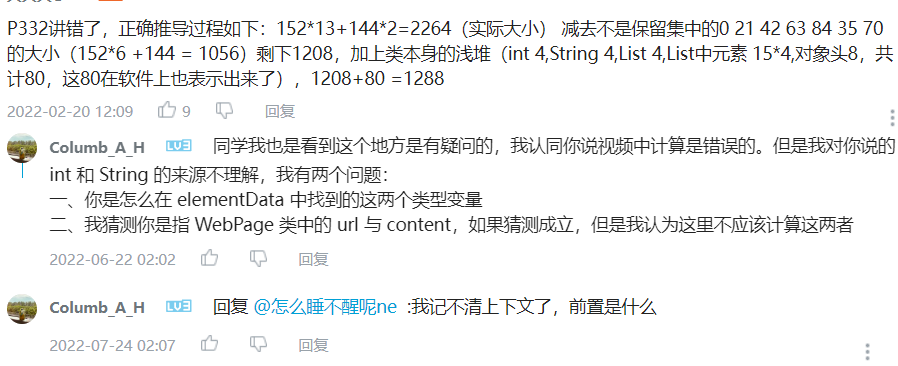 P332讲错了，正确推导过程如下：152*13+144*2=2264（实际大小） 减去不是保留集中的0 21 42 63 84 35 70
的大小（152*6 +144 = 1056）剩下1208，加上类本身的浅堆（int 4,String 4,List 4,List中元素 15*4,对象头8，共
计80，这80在软件上也表示出来了），1208+80 =1288
2022-02-20 12:09 9 回复
Columb_A_H LV3 同学我也是看到这个地方是有疑问的，我认同你说视频中计算是错误的。但是我对你说的
int 和 String 的来源不理解，我有两个问题：
一、你是怎么在 elementData 中找到的这两个类型变量
二、我猜测你是指 WebPage 类中的 url 与 content，如果猜测成立，但是我认为这里不应该计算这两者
2022-06-22 02:02 回复
Columb_A_H LV3 回复 @怎么睡不醒呢ne :我记不清上下文了，前置是什么
2022-07-24 02:07 回复